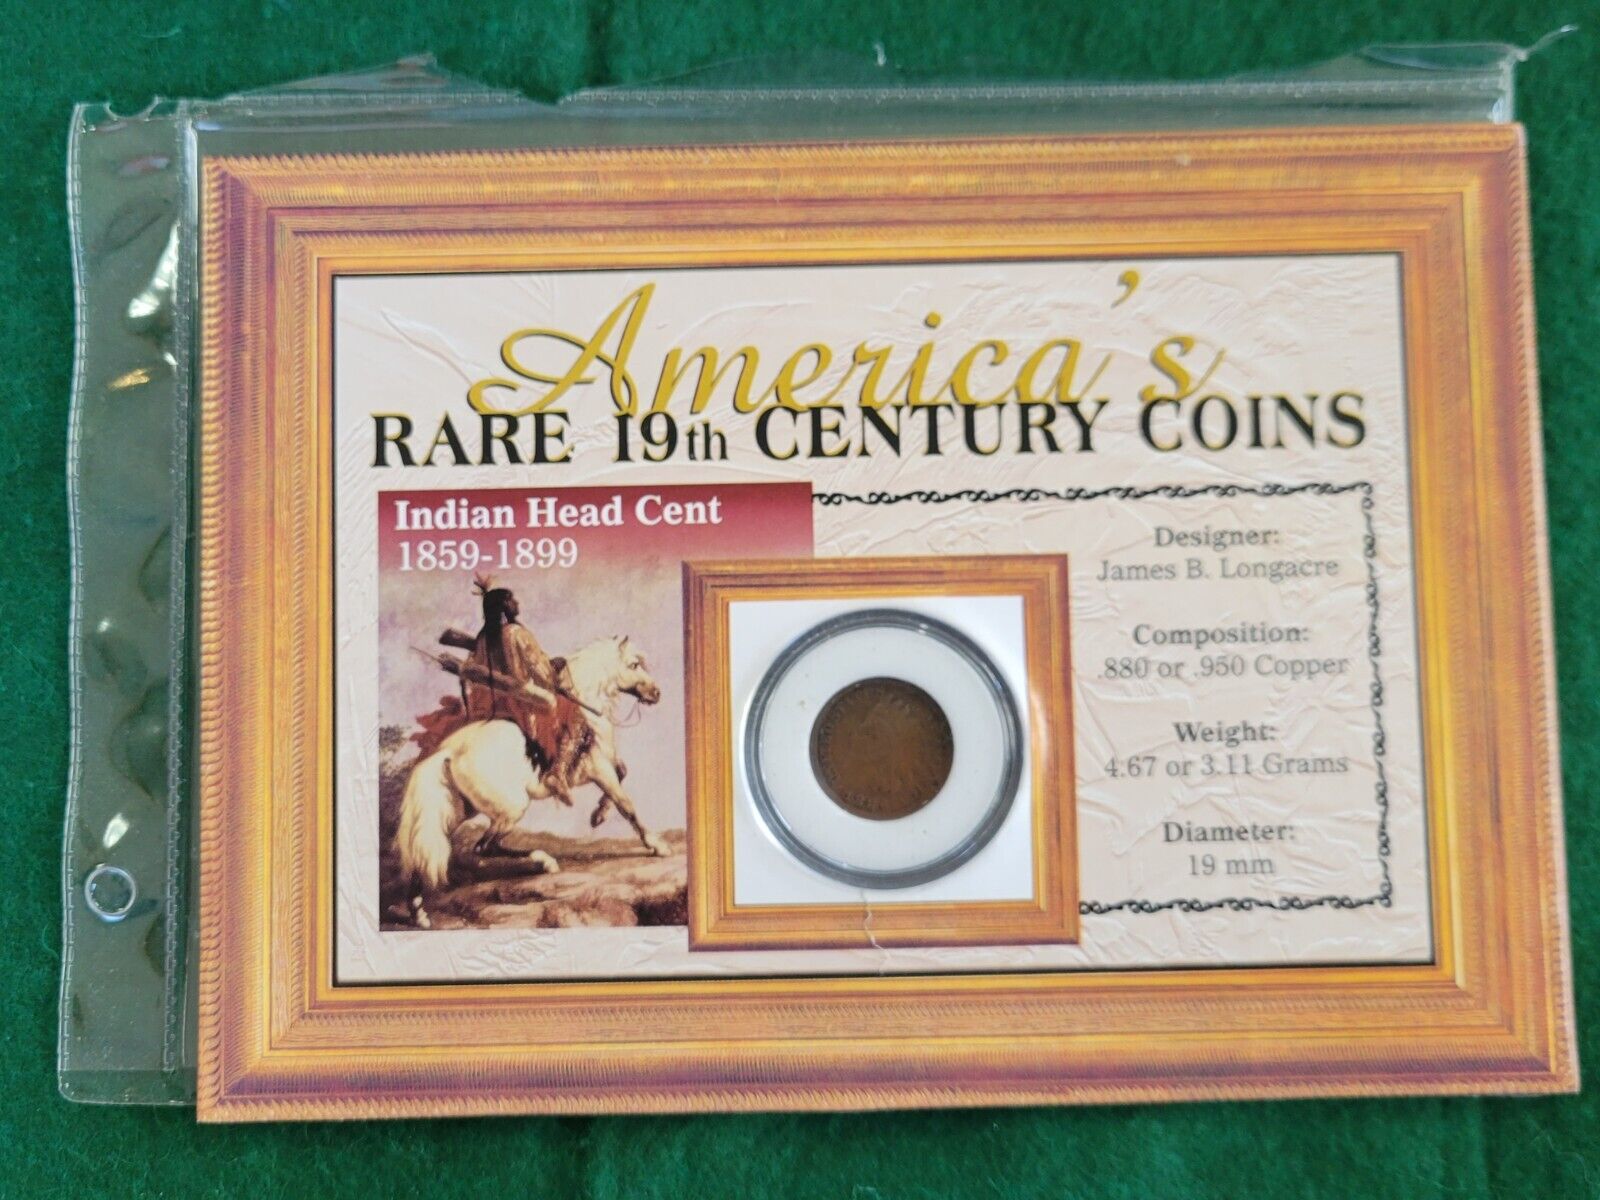 America's
RARE 19th CENTURY COINS
Indian Head Cent
1859-1899
Designer:
James B. Longacre
Composition:
.880 or .950 Copper
Weight:
4.67 or 3.11 Grams
Diameter:
19 mm